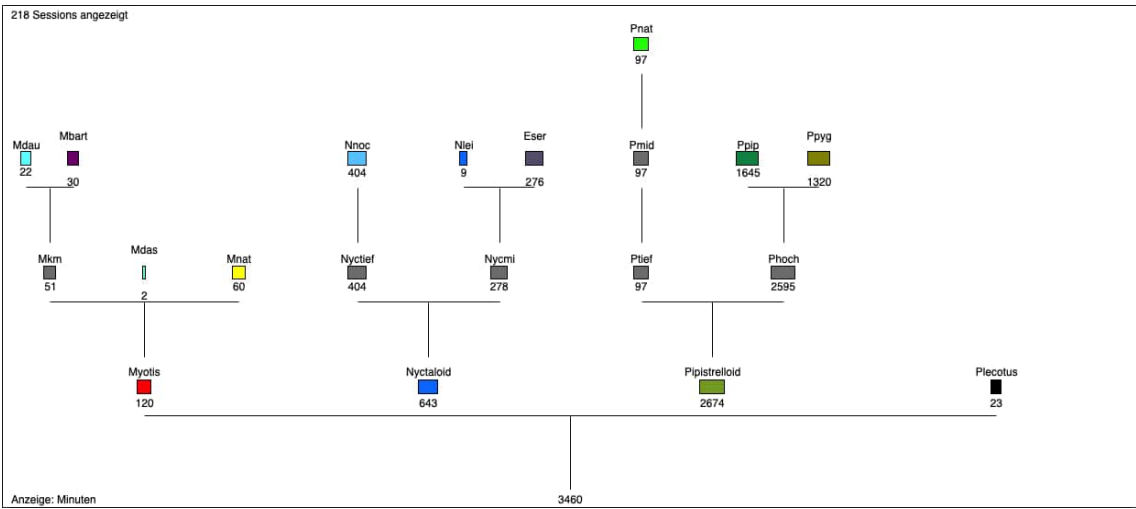 218 Sessions angezeigt
Pnat
97
Mdau
22
Mbart
30
Nnoc
404
Nlei
9
Eser
276
Pmid
97
Ppip
1645
Ppyg
1320
Mkm
51
Mdas
2
Mnat
60
Nyctief
404
Nycmi
278
Ptief
97
Phoch
2595
Myotis
120
Nyctaloid
643
Pipistrelloid
2674
Plecotus
23
Anzeige: Minuten
3460